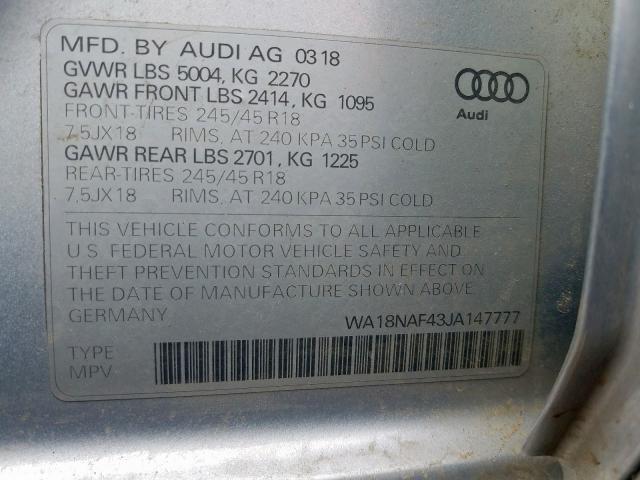 MFD. BY AUDI AG 03 18
GVWR LBS 5004, KG 2270
GAWR FRONT LBS 2414, KG 1095
FRONT-TIRES 245/45 R18
7,5JX18 RIMS, AT 240 KPA 35 PSI COLD
GAWR REAR LBS 2701, KG 1225
REAR-TIRES 245/45 R18
7,5JX18 RIMS, AT 240 KPA 35 PSI COLD
Audi
THIS VEHICLE CONFORMS TO ALL APPLICABLE
U S. FEDERAL MOTOR VEHICLE SAFETY AND
THEFT PREVENTION STANDARDS IN EFFECT ON
THE DATE OF MANUFACTURE SHOWN ABOVE
GERMANY WA18NAF43JA147777
TYPE
MPV